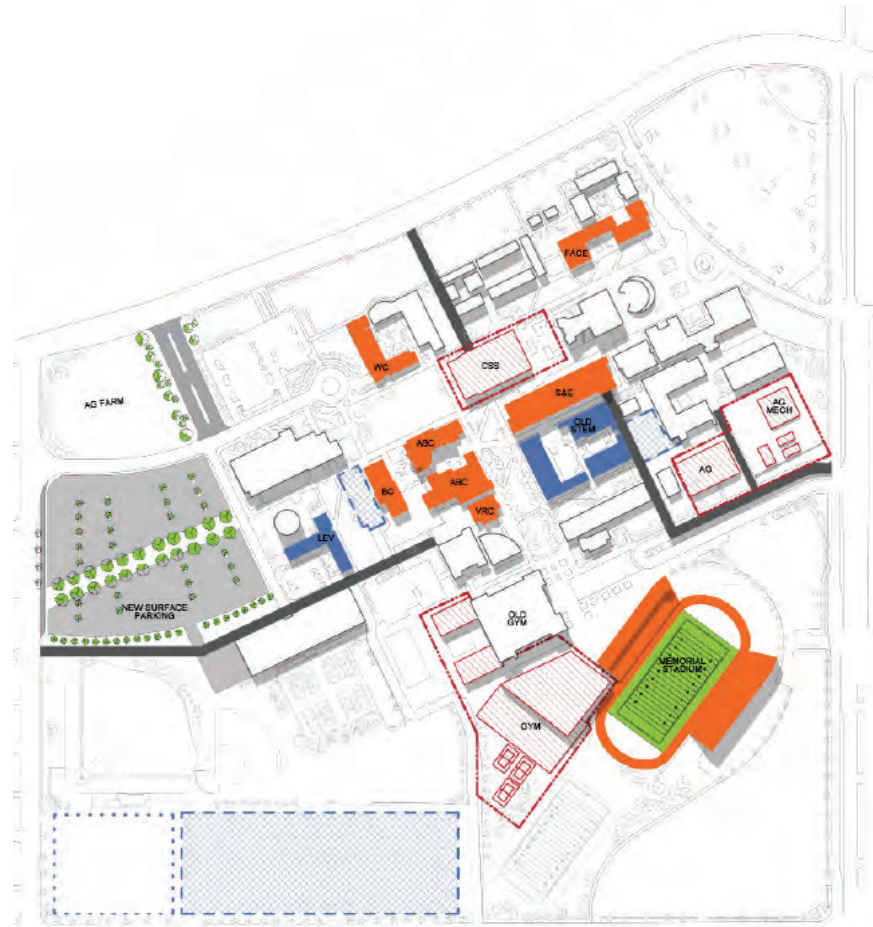 FACE
WC
CSS
AG FARM
S&E
OLD
STEM
AG
MECH
ABC
AG
BC
ABC
VRC
LEV
NEW SURFACE
PARKING
OLD
GYM
MEMORIAL
STADIUM
GYM